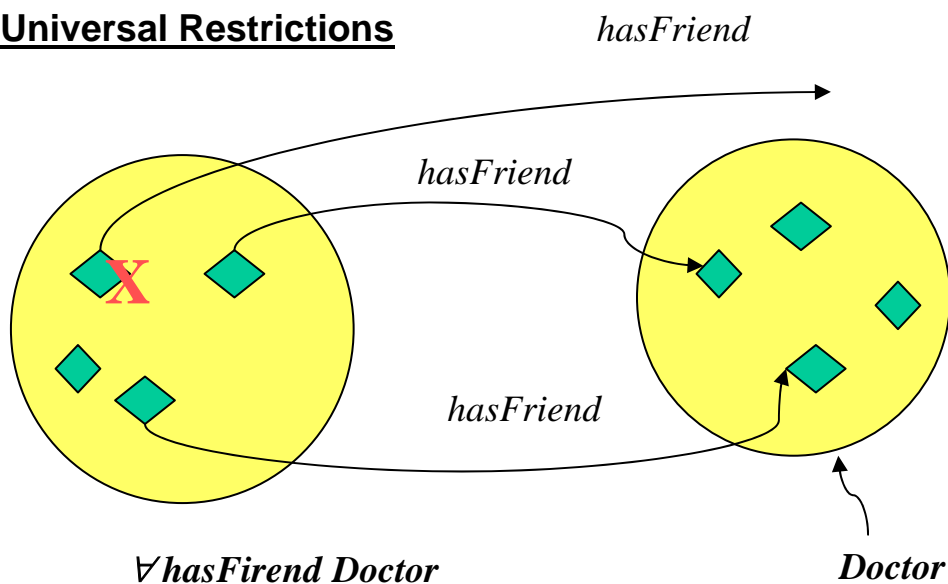 Universal Restrictions
hasFriend
hasFriend
X
hasFriend
∀ hasFirend Doctor
Doctor